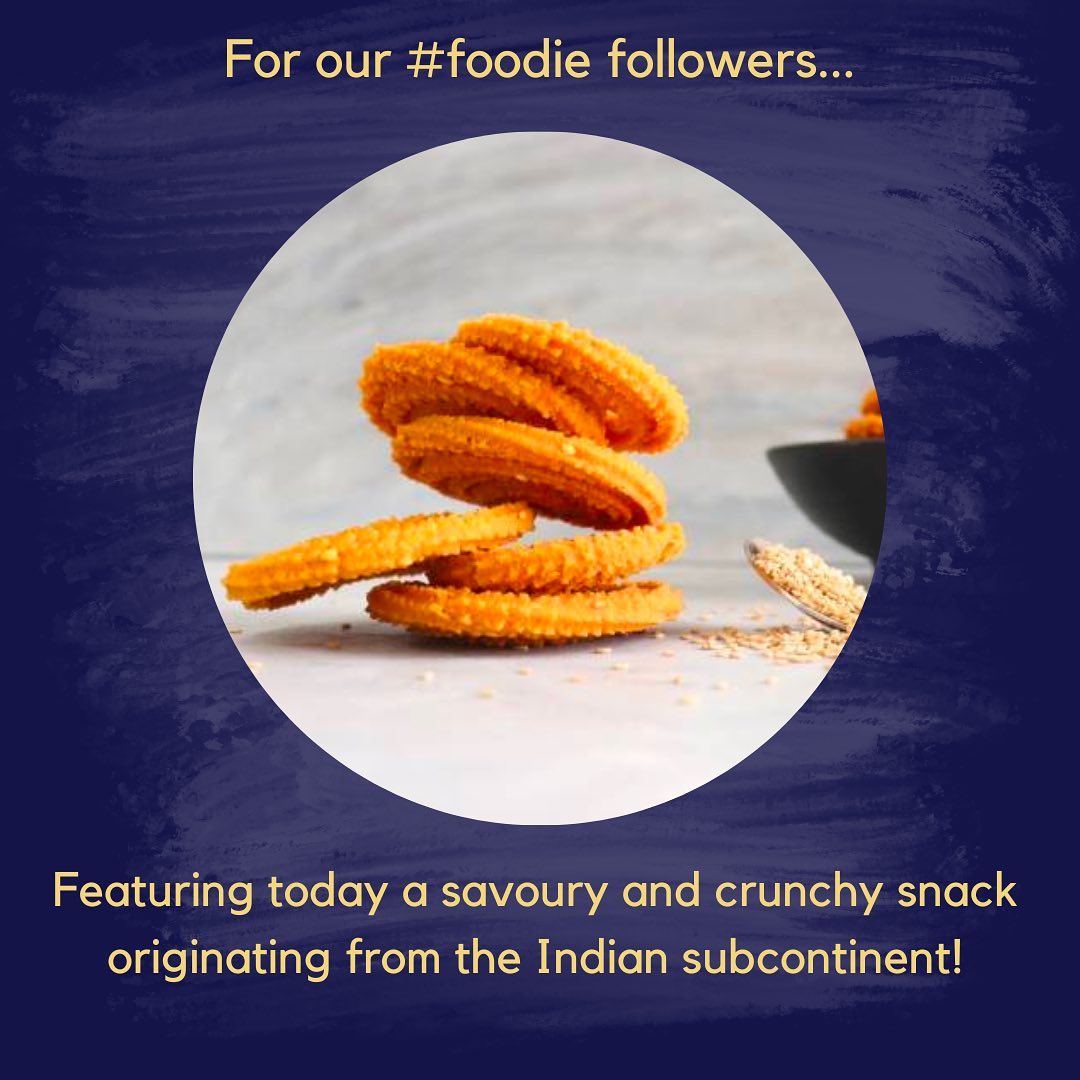 For our #foodie followers...
Featuring today a savoury and crunchy snack
originating from the Indian subcontinent!